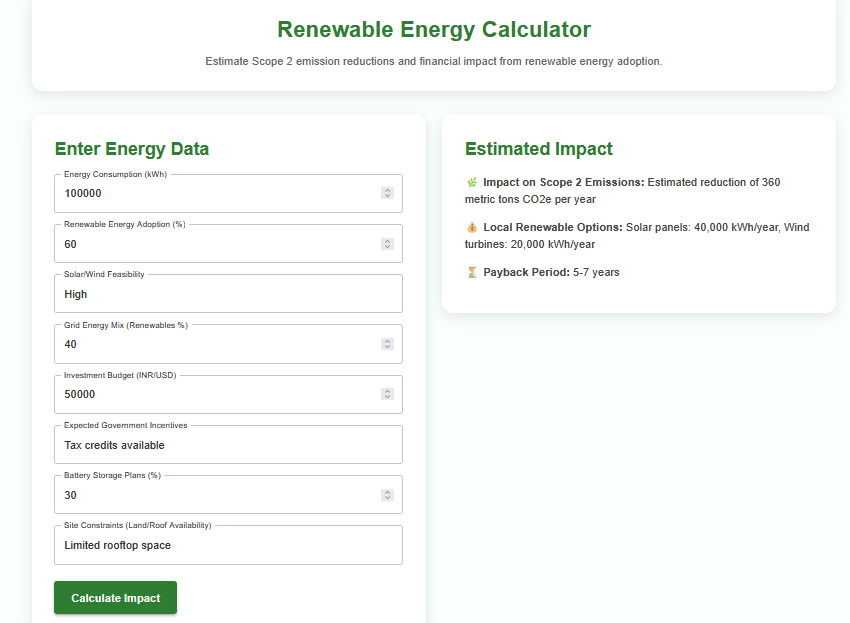 Renewable Energy Calculator
Estimate Scope 2 emission reductions and financial impact from renewable energy adoption.
Enter Energy Data
Energy Consumption (kWh)
100000
Renewable Energy Adoption (%)
60
Solar/Wind Feasibility
High
Grid Energy Mix (Renewables %)
40
Investment Budget (INR/USD)
50000
Expected Government Incentives
Tax credits available
Battery Storage Plans (%)
30
Site Constraints (Land/Roof Availability)
Limited rooftop space
Calculate Impact
Estimated Impact
🌿 Impact on Scope 2 Emissions: Estimated reduction of 360
metric tons CO2e per year
💰 Local Renewable Options: Solar panels: 40,000 kWh/year, Wind
turbines: 20,000 kWh/year
⏳ Payback Period: 5-7 years